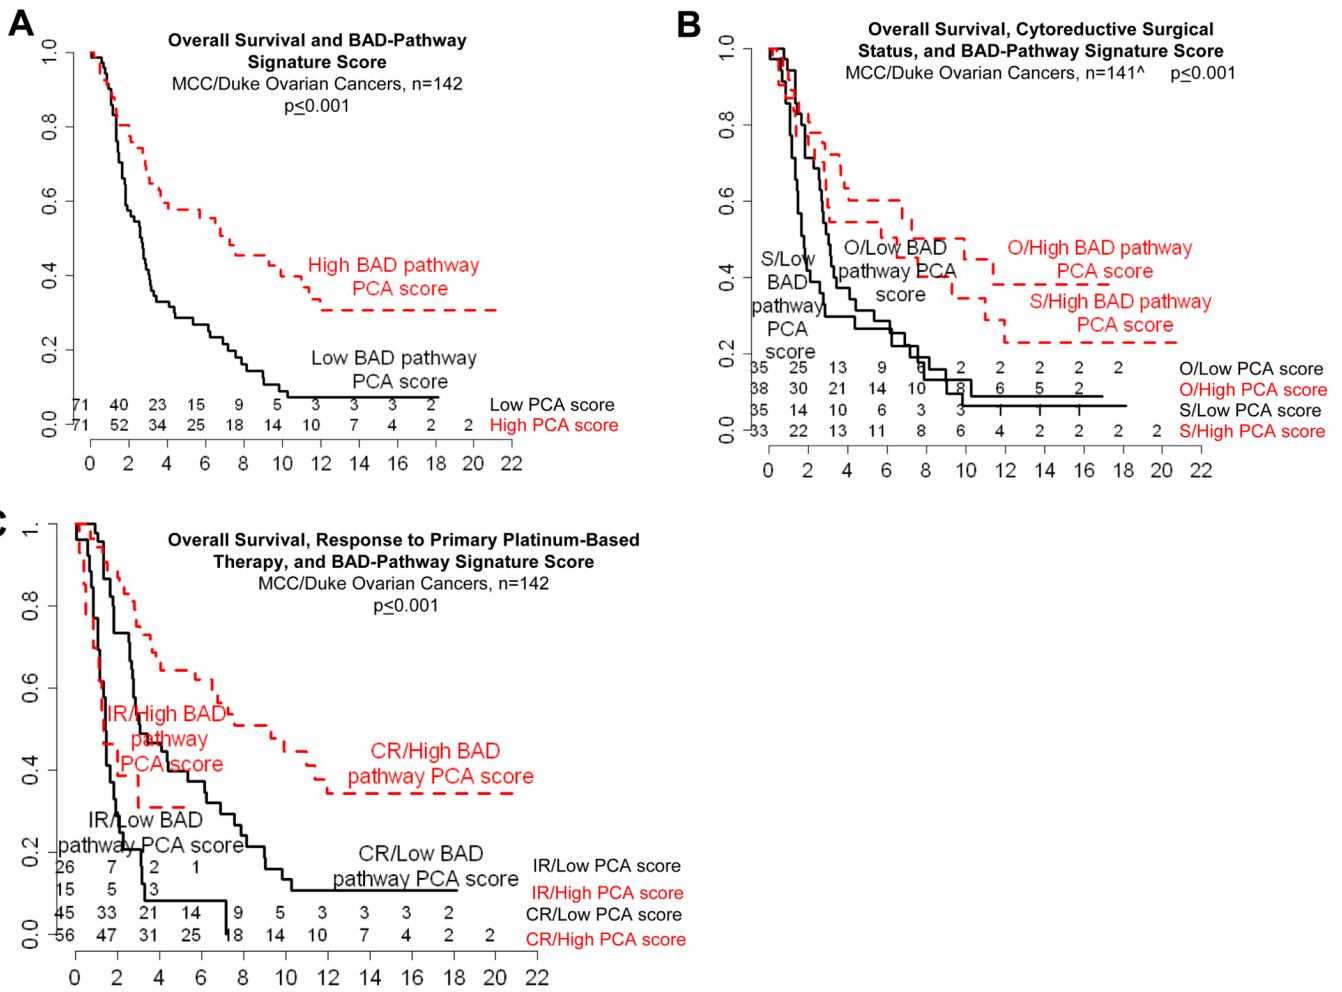 A
Overall Survival and BAD-Pathway
Signature Score
MCC/Duke Ovarian Cancers, n=142
p≤0.001
1.0
0.8
0.6
0.4
0.2
0.0
High BAD pathway
PCA score
Low BAD pathway
PCA score
71 40 23 15 9 5 3 3 3 2 Low PCA score
71 52 34 25 18 14 10 7 4 2 2 High PCA score
0 2 4 6 8 10 12 14 16 18 20 22
B
Overall Survival, Cytoreductive Surgical
Status, and BAD-Pathway Signature Score
MCC/Duke Ovarian Cancers, n=141^ p≤0.001
1.0
0.8
0.6
0.4
0.2
0.0
S/Low
BAD
pathway
PCA
score
O/Low BAD
pathway PCA
score
O/High BAD pathway
PCA score
S/High BAD pathway
PCA score
35 25 13 9 6 2 2 2 2 2 O/Low PCA score
38 30 21 14 10 8 6 5 2 O/High PCA score
35 14 10 6 3 3 1 1 1 S/Low PCA score
33 22 13 11 8 6 4 2 2 2 2 S/High PCA score
0 2 4 6 8 10 12 14 16 18 20 22
Overall Survival, Response to Primary Platinum-Based
Therapy, and BAD-Pathway Signature Score
MCC/Duke Ovarian Cancers, n=142
p≤0.001
1.
0.8
0.6
0.4
0.2
0.0
IR/High BAD
pathway
PCA score
IR/Low BAD
pathway PCA score
CR/High BAD
pathway PCA score
CR/Low BAD
pathway PCA score
26 7 2 1 IR/Low PCA score
15 5 3 IR/High PCA score
45 33 21 14 9 5 3 3 3 2 CR/Low PCA score
56 47 31 25 18 14 10 7 4 2 2 CR/High PCA score
0 2 4 6 8 10 12 14 16 18 20 22